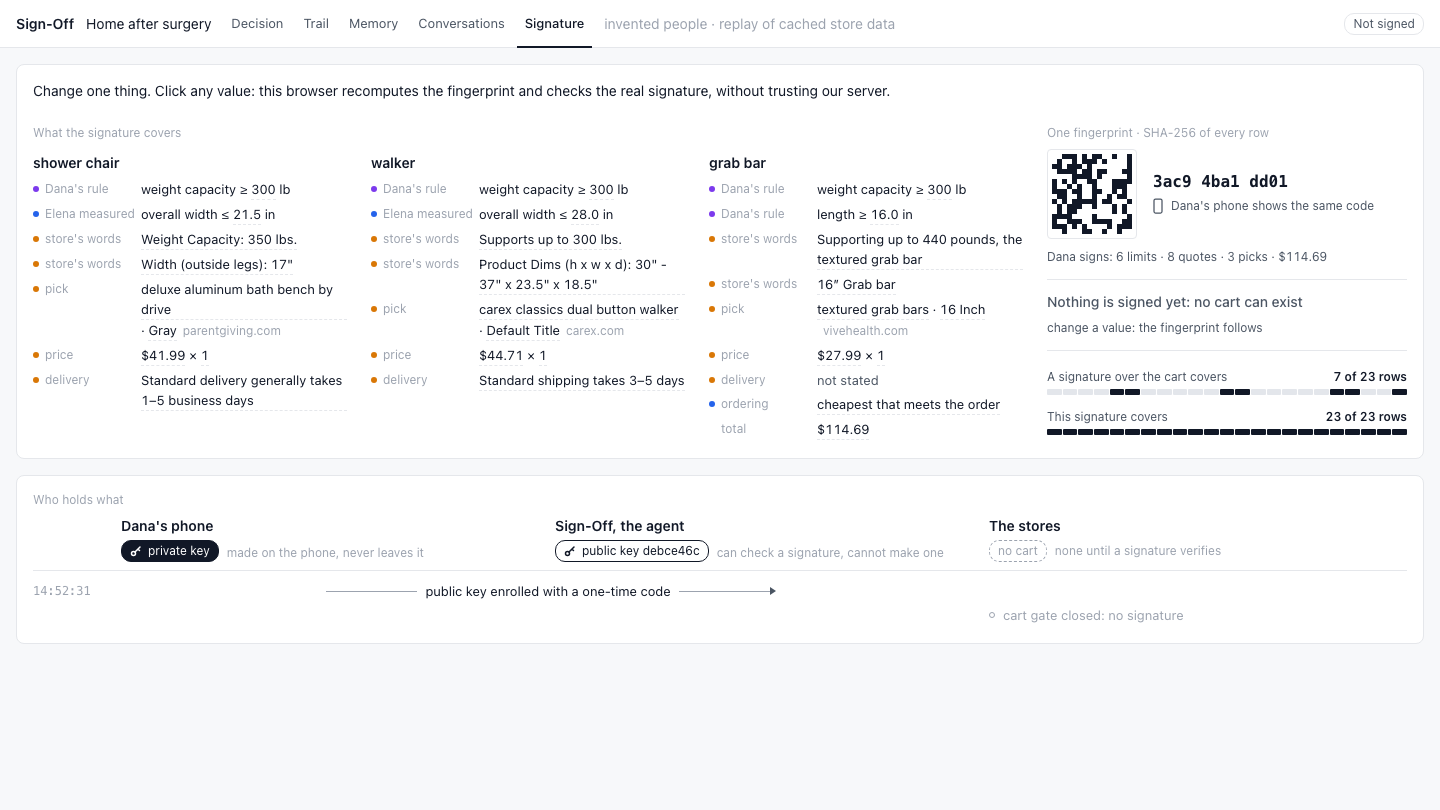 Sign-Off Home after surgery Decision Trail Memory Conversations Signature invented people · replay of cached store data Not signed
Change one thing. Click any value: this browser recomputes the fingerprint and checks the real signature, without trusting our server.
What the signature covers
shower chair
Dana's rule weight capacity ≥ 300 lb
Elena measured overall width ≤ 21.5 in
store's words Weight Capacity: 350 lbs.
store's words Width (outside legs): 17"
pick deluxe aluminum bath bench by
drive
· Gray parentgiving.com
price $41.99 × 1
delivery Standard delivery generally takes
1–5 business days
walker
Dana's rule weight capacity ≥ 300 lb
Elena measured overall width ≤ 28.0 in
store's words Supports up to 300 lbs.
store's words Product Dims (h x w x d): 30" -
37" x 23.5" x 18.5"
pick carex classics dual button walker
· Default Title carex.com
price $44.71 × 1
delivery Standard shipping takes 3–5 days
grab bar
Dana's rule weight capacity ≥ 300 lb
Dana's rule length ≥ 16.0 in
store's words Supporting up to 440 pounds, the
textured grab bar
store's words 16″ Grab bar
pick textured grab bars · 16 Inch
vivehealth.com
price $27.99 × 1
delivery not stated
ordering cheapest that meets the order
total $114.69
One fingerprint · SHA-256 of every row
3ac9 4ba1 dd01
Dana's phone shows the same code
Dana signs: 6 limits · 8 quotes · 3 picks · $114.69
Nothing is signed yet: no cart can exist
change a value: the fingerprint follows
A signature over the cart covers 7 of 23 rows
This signature covers 23 of 23 rows
Who holds what
Dana's phone
private key made on the phone, never leaves it
Sign-Off, the agent
public key debce46c can check a signature, cannot make one
The stores
no cart none until a signature verifies
14:52:31 public key enrolled with a one-time code
cart gate closed: no signature